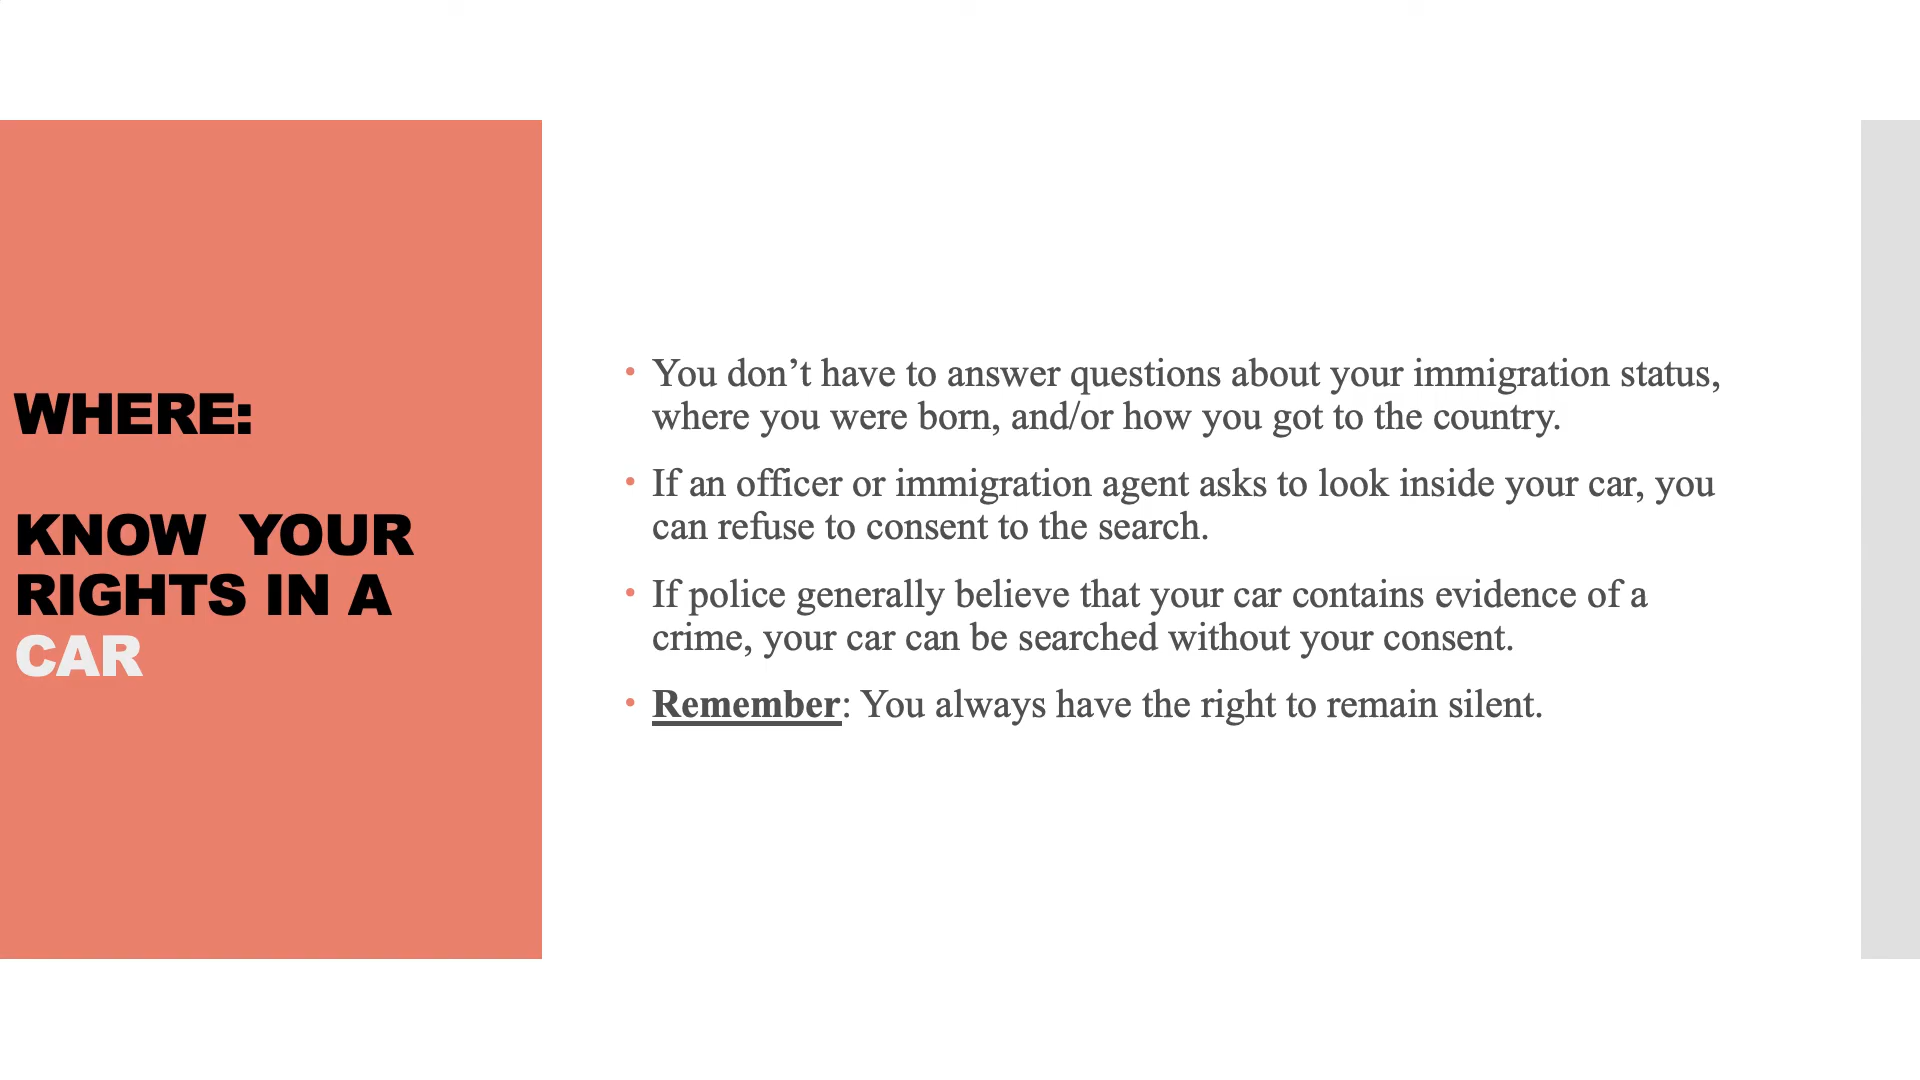 WHERE:
KNOW YOUR
RIGHTS IN A
CAR
• You don’t have to answer questions about your immigration status,
where you were born, and/or how you got to the country.
• If an officer or immigration agent asks to look inside your car, you
can refuse to consent to the search.
• If police generally believe that your car contains evidence of a
crime, your car can be searched without your consent.
• Remember: You always have the right to remain silent.